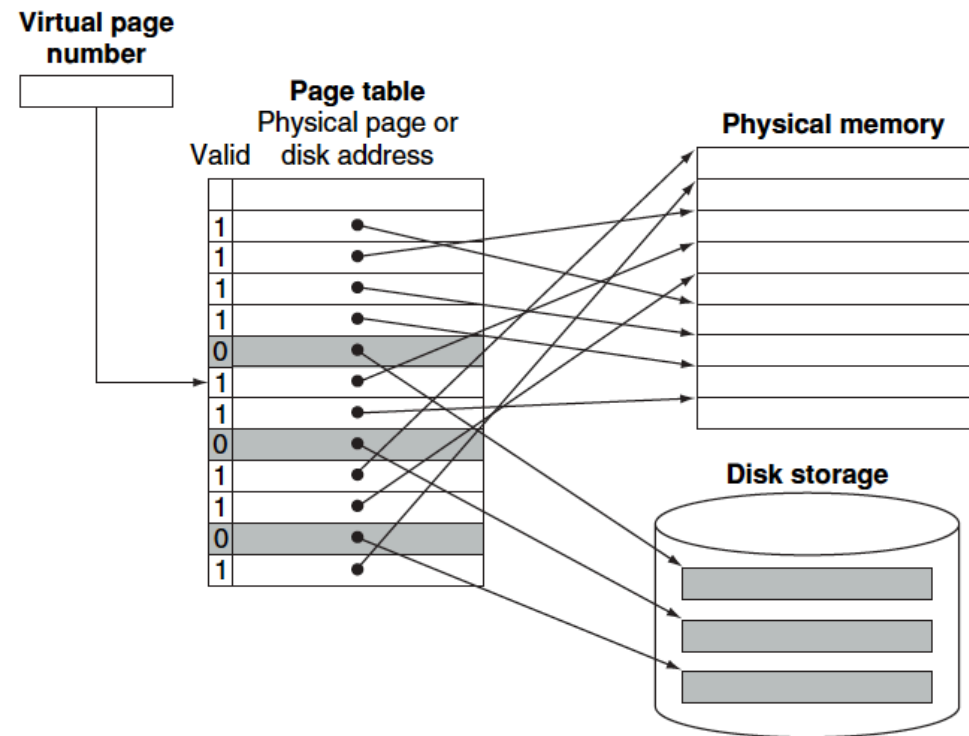 Virtual page
number
Page table
Physical page or
Valid disk address
Physical memory
1
1
1
1
0
1
1
0
1
1
0
1
Disk storage